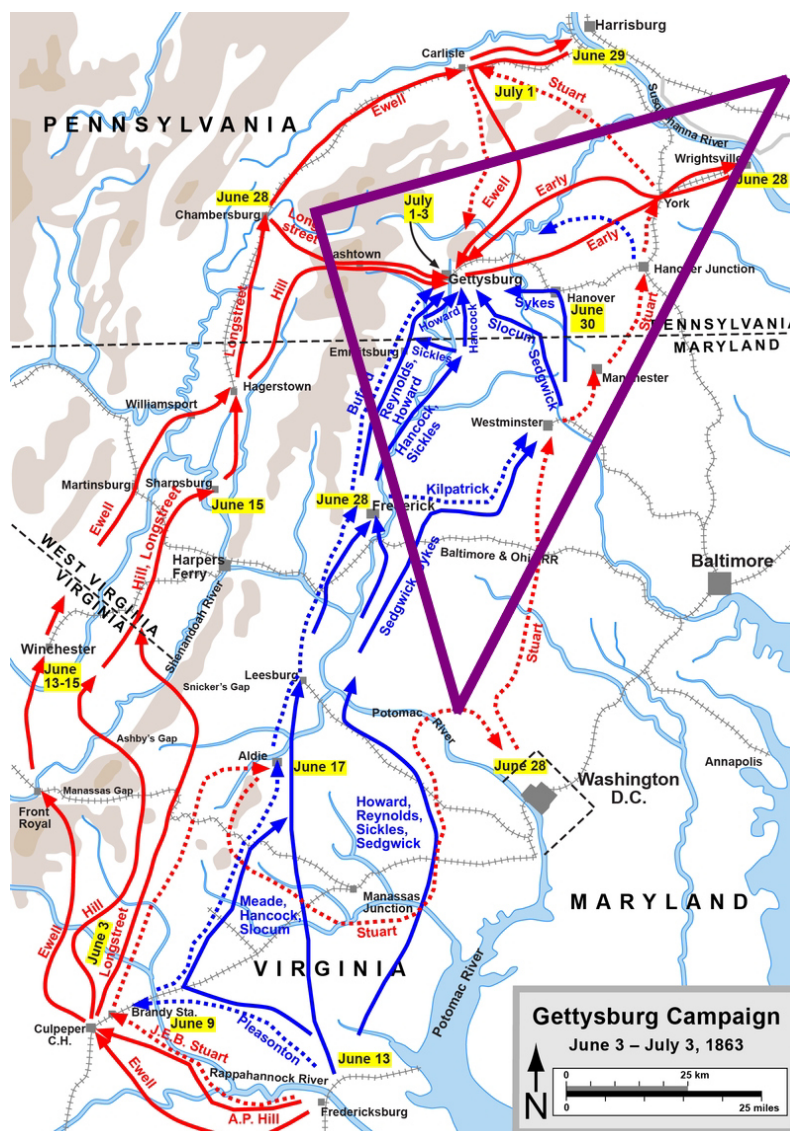 Harrisburg
Carlisle
June 29
Ewell
Stuart
July 1
PENNSYLVANIA
Susquehanna
River
Wrightsville
June 28
Ewell
Early
York
June 28
Chambersburg
July
1-3
Long
street
Cashtown
Early
Gettysburg
Hanover Junction
Hill
Longstreet
Sykes
Hanover
June
30
Stuart
Howard
Hancock
Slocum
Sedgwick
PENNSYLVANIA
MARYLAND
Emmitsburg
Sickles
Manchester
Buford
Reynolds,
Howard
Hancock,
Sickles
Hagerstown
Williamsport
Westminster
Martinsburg
Sharpsburg
June 15
Ewell
Hill, Longstreet
Kilpatrick
June 28
Frederick
Baltimore & Ohio RR
Baltimore
Harpers
Ferry
Sedgwick, Sykes
WEST VIRGINIA
VIRGINIA
Shenandoah River
Winchester
June
13-15
Stuart
Leesburg
Snicker's Gap
Potomac
River
Ashby's Gap
Aldie
June 17
June 28
Annapolis
Washington
D.C.
Manassas Gap
Front
Royal
Howard,
Reynolds,
Sickles,
Sedgwick
Meade,
Hancock,
Slocum
Manassas
Junction
MARYLAND
Ewell
Hill
June 3
Longstreet
Stuart
VIRGINIA
Potomac River
Brandy Sta.
June 9
Culpeper
C.H.
J.E.B. Stuart
Pleasonton
June 13
Rappahannock River
Ewell
A.P. Hill
Fredericksburg
Gettysburg Campaign
June 3 – July 3, 1863
N
0
25 km
0
25 miles